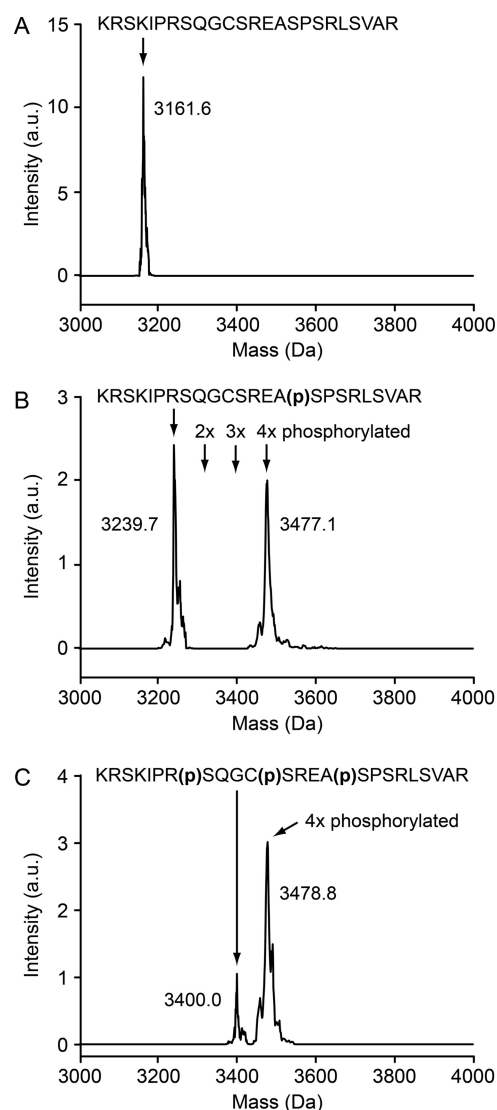 A
KRSKIPRSQGCSREASPSRLSVAR
15
10
5
0
3161.6
Intensity (a.u.)
3000 3200 3400 3600 3800 4000
Mass (Da)
B
KRSKIPRSQGCSREA(p)SPSRLSVAR
3
2
1
0
2x 3x 4x phosphorylated
3239.7
3477.1
Intensity (a.u.)
3000 3200 3400 3600 3800 4000
Mass (Da)
C
KRSKIPR(p)SQGC(p)SREA(p)SPSRLSVAR
4
3
2
1
0
4x phosphorylated
3478.8
3400.0
Intensity (a.u.)
3000 3200 3400 3600 3800 4000
Mass (Da)